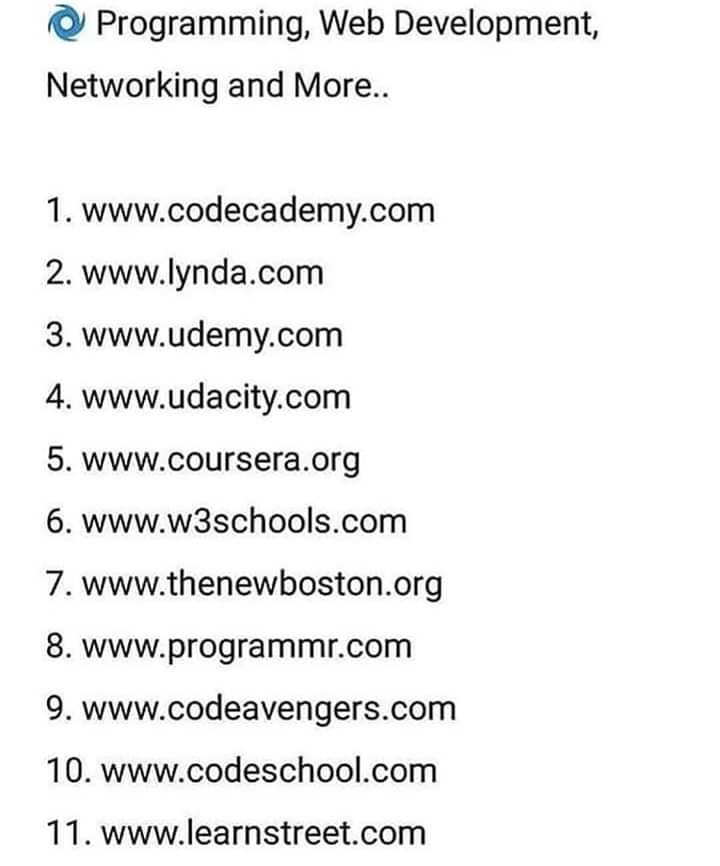 Programming, Web Development,
Networking and More..
1. www.codecademy.com
2. www.lynda.com
3. www.udemy.com
4. www.udacity.com
5. www.coursera.org
6. www.w3schools.com
7. www.thenewboston.org
8. www.programmr.com
9. www.codeavengers.com
10. www.codeschool.com
11. www.learnstreet.com